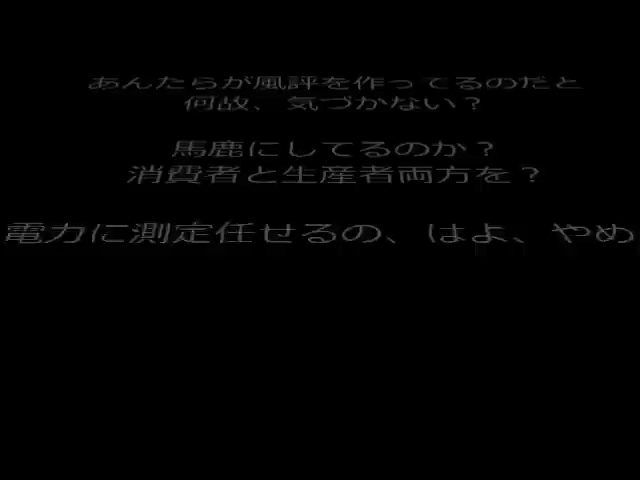 あんたらが風評を作ってるのだと
何故、気づかない？
馬鹿にしてるのか？
消費者と生産者両方を？
電力に測定任せるの、はよ、やめ